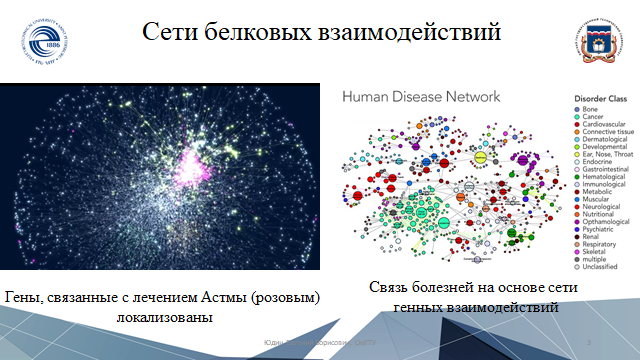 Сети белковых взаимодействий
1886
Human Disease Network
Disorder Class
Bone
Cancer
Cardiovascular
Connective tissue
Dermatological
Developmental
Ear, Nose, Throat
Endocrine
Gastrointestinal
Hematological
Immunological
Metabolic
Muscular
Neurological
Nutritional
Opthamological
Psychiatric
Renal
Respiratory
Skeletal
multiple
Unclassified
Гены, связанные с лечением Астмы (розовым)
локализованы
Связь болезней на основе сети
генных взаимодействий
3